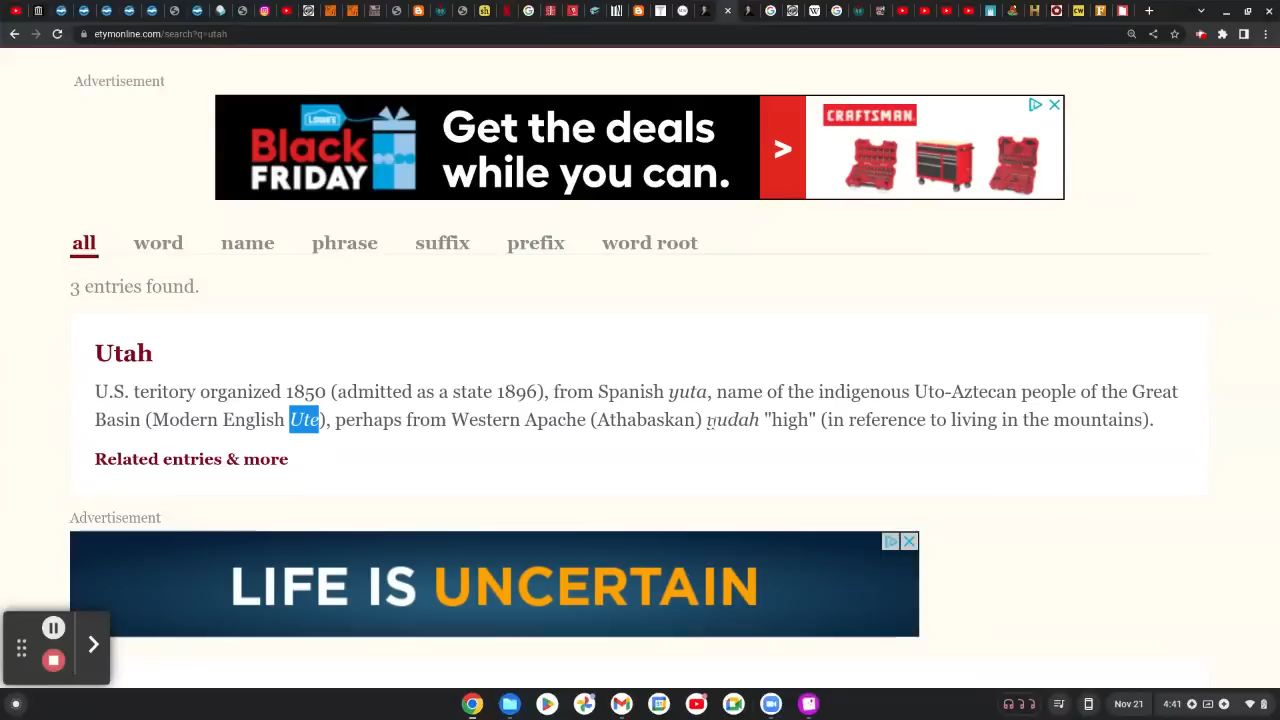 etymonline.com/search?q=utah
Advertisement
LOWE'S
Black
FRIDAY
Get the deals
while you can.
>
CRAFTSMAN
all word name phrase suffix prefix word root
3 entries found.
Utah
U.S. teritory organized 1850 (admitted as a state 1896), from Spanish yuta, name of the indigenous Uto-Aztecan people of the Great
Basin (Modern English Ute), perhaps from Western Apache (Athabaskan) yudah "high" (in reference to living in the mountains).
Related entries & more
Advertisement
LIFE IS UNCERTAIN
Nov 21 4:41